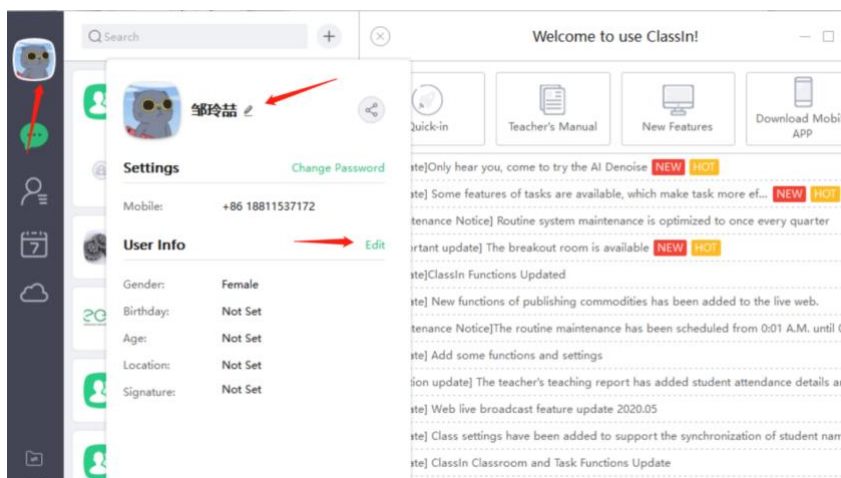 Search
Welcome to use ClassIn!
邹玲喆
Quick-in
Teacher's Manual
New Features
Download Mobi
APP
Settings
Change Password
Mobile:
+86 18811537172
User Info
Edit
Gender:
Female
Birthday:
Not Set
Age:
Not Set
Location:
Not Set
Signature:
Not Set
ate]Only hear you, come to try the AI Denoise NEW HOT
ate] Some features of tasks are available, which make task more ef... NEW HOT
tenance Notice] Routine system maintenance is optimized to once every quarter
ortant update] The breakout room is available NEW HOT
ate]ClassIn Functions Updated
ate] New functions of publishing commodities has been added to the live web.
tenance Notice]The routine maintenance has been scheduled from 0:01 A.M. until
ate] Add some functions and settings
ion update] The teacher's teaching report has added student attendance details a
ate] Web live broadcast feature update 2020.05
ate] Class settings have been added to support the synchronization of student nam
ate] ClassIn Classroom and Task Functions Update
7